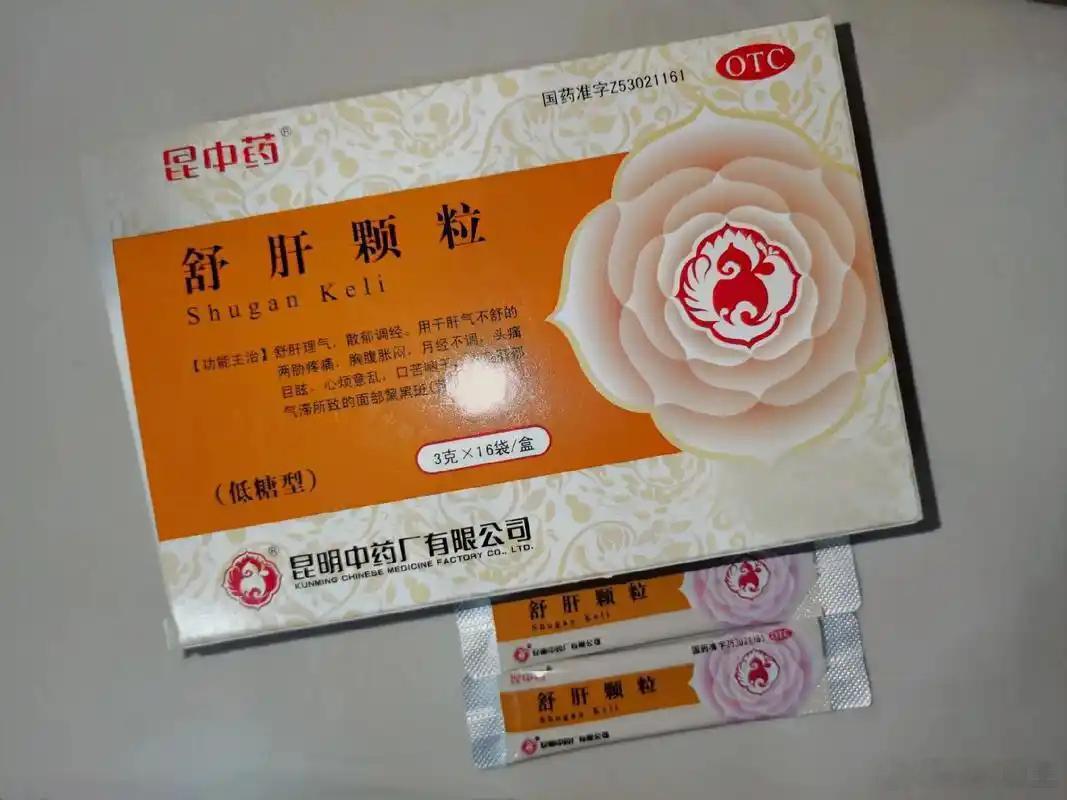 OTC
国药准字Z53021161
昆中药®
舒肝颗粒
Shugan Keli
【功能主治】舒肝理气，散郁调经。用于肝气不舒的
两胁疼痛，胸腹胀闷，月经不调，头痛
目眩，心烦意乱，口苦咽干
气滞所致的面部黧黑斑
3克×16袋/盒
（低糖型）
®
昆明中药厂有限公司
KUNMING CHINESE MEDICINE FACTORY CO., LTD.
舒肝颗粒
Shugan Keli
昆中药
国药准字Z53021161
OTC
舒肝颗粒
Shugan Keli